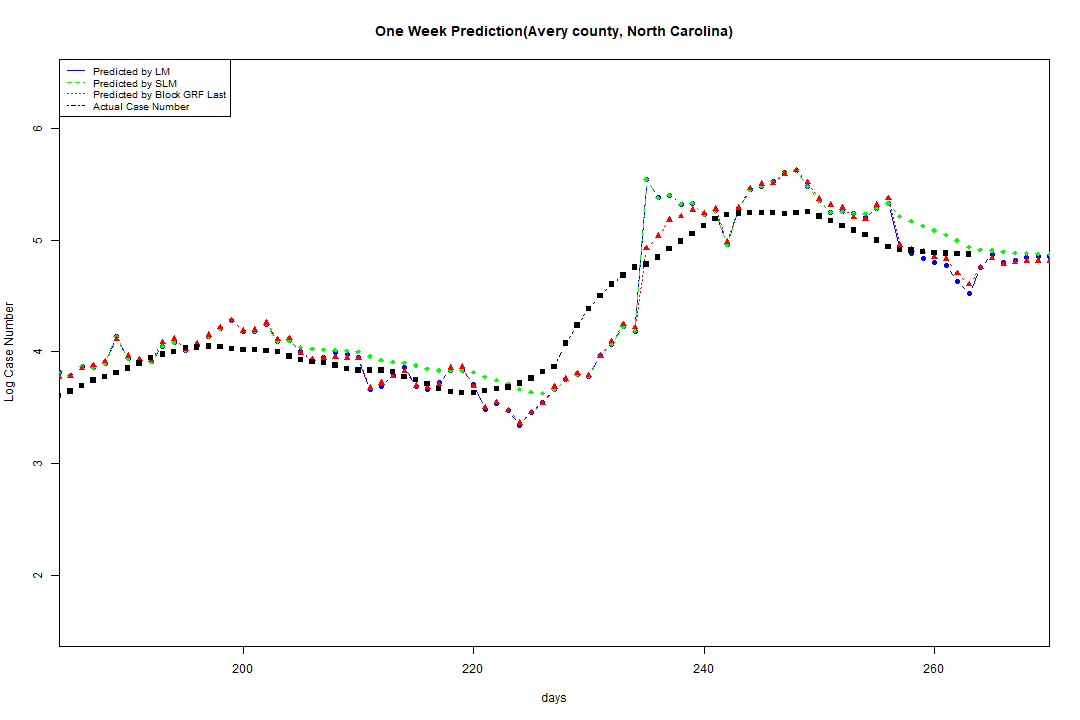 One Week Prediction(Avery county, North Carolina)
Predicted by LM
Predicted by SLM
Predicted by Block GRF Last
Actual Case Number
6
5
4
3
2
Log Case Number
200 220 240 260
days